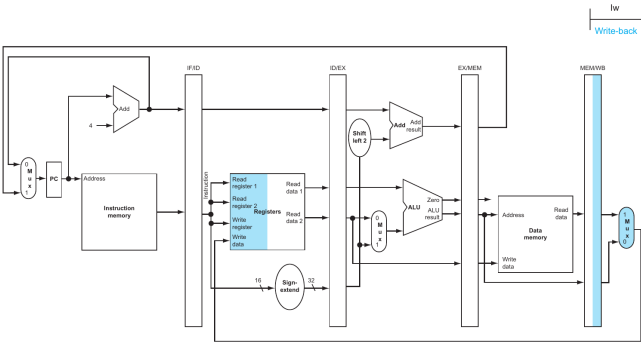 lw
Write-back
IF/ID
ID/EX
EX/MEM
MEM/WB
Add
4
0
M
u
x
1
PC
Address
Instruction
memory
Instruction
Read
register 1
Read
register 2
Write
register
Write
data
Registers
Read
data 1
Read
data 2
16
Sign-
extend
32
Shift
left 2
Add
Add
result
0
M
u
x
1
ALU
Zero
ALU
result
Address
Read
data
Data
memory
Write
data
1
M
u
x
0